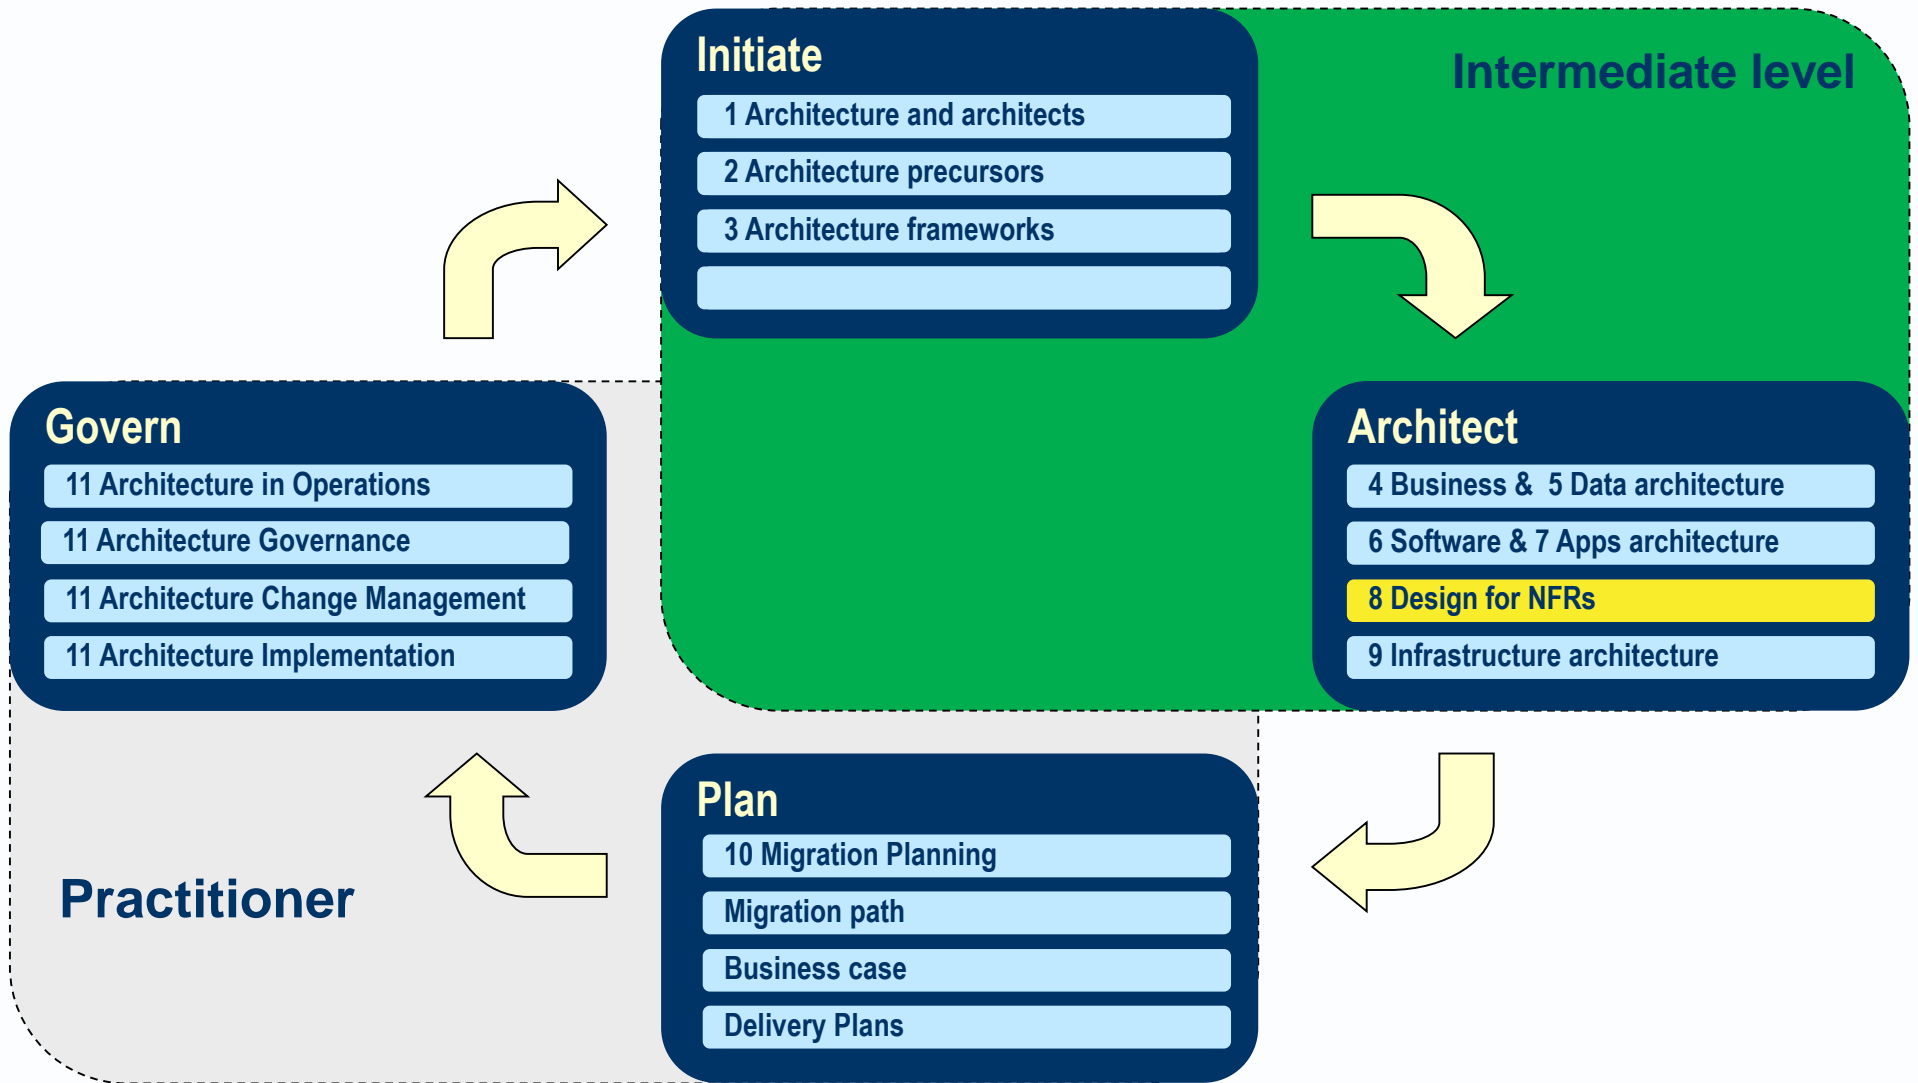 Initiate
1 Architecture and architects
2 Architecture precursors
3 Architecture frameworks
Intermediate level
Govern
11 Architecture in Operations
11 Architecture Governance
11 Architecture Change Management
11 Architecture Implementation
Architect
4 Business &  5 Data architecture
6 Software & 7 Apps architecture
8 Design for NFRs
9 Infrastructure architecture
Plan
10 Migration Planning
Migration path
Business case
Delivery Plans
Practitioner